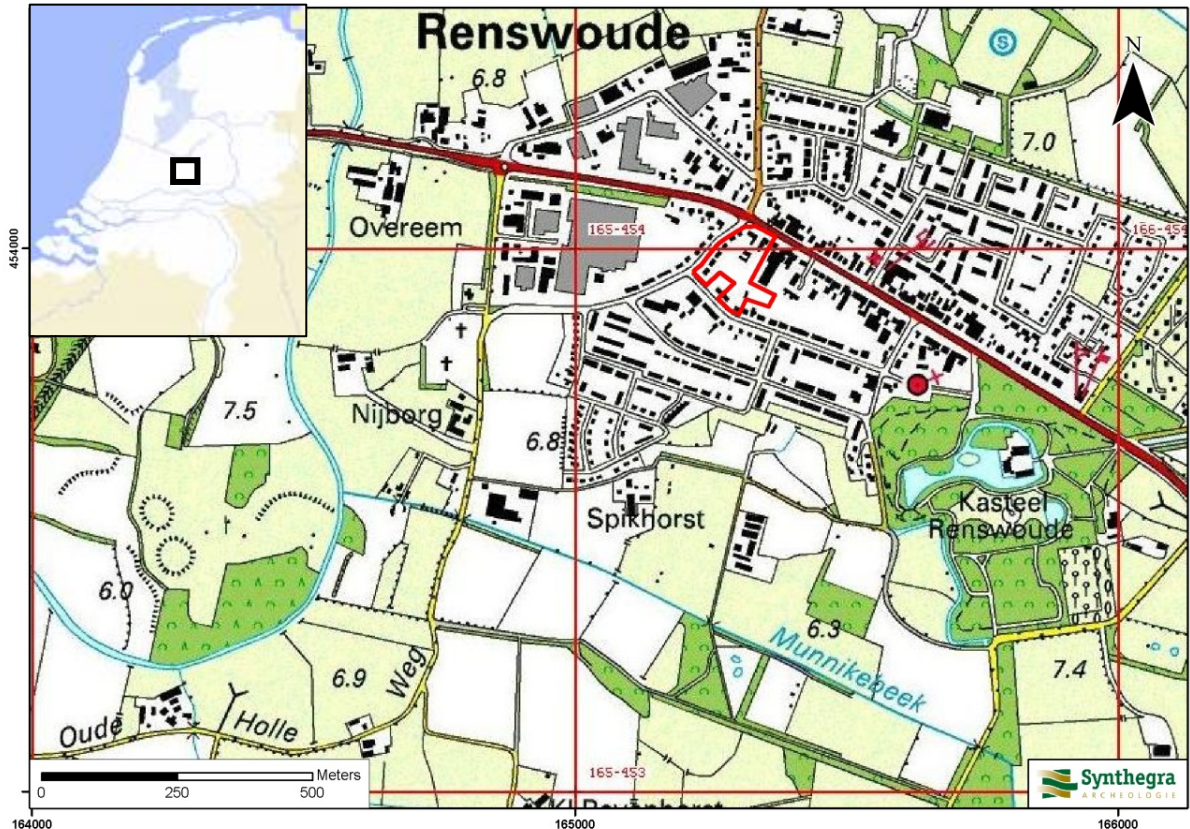 Renswoude
N
6.8
S
7.0
Overeem
165-454
166-454
454000
7.5
Nijborg
6.8
Spikhorst
Kasteel
Renswoude
6.0
6.3
Munnikebeek
6.9
Weg
7.4
Oude
Holle
165-453
Meters
0
250
500
Synthegra
ARCHEOLOGIE
164000
165000
166000